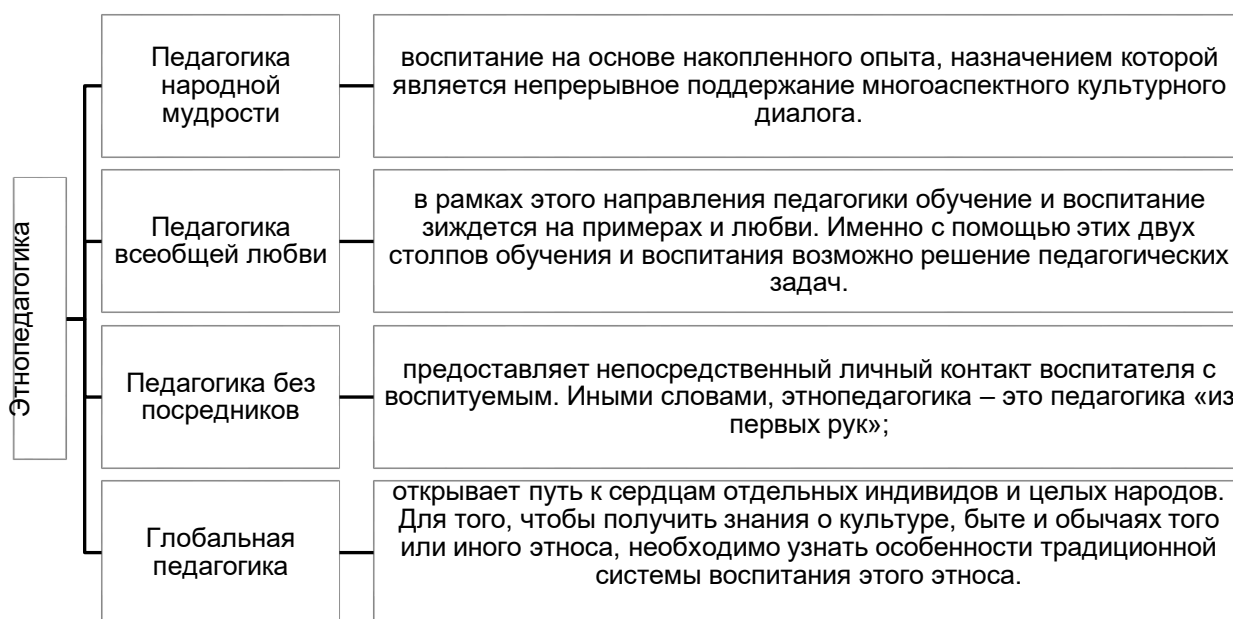 Этнопедагогика
Педагогика
народной
мудрости
воспитание на основе накопленного опыта, назначением которой
является непрерывное поддержание многоаспектного культурного
диалога.
Педагогика
всеобщей любви
в рамках этого направления педагогики обучение и воспитание
зиждется на примерах и любви. Именно с помощью этих двух
столпов обучения и воспитания возможно решение педагогических
задач.
Педагогика без
посредников
предоставляет непосредственный личный контакт воспитателя с
воспитуемым. Иными словами, этнопедагогика – это педагогика «из
первых рук»;
Глобальная
педагогика
открывает путь к сердцам отдельных индивидов и целых народов.
Для того, чтобы получить знания о культуре, быте и обычаях того
или иного этноса, необходимо узнать особенности традиционной
системы воспитания этого этноса.